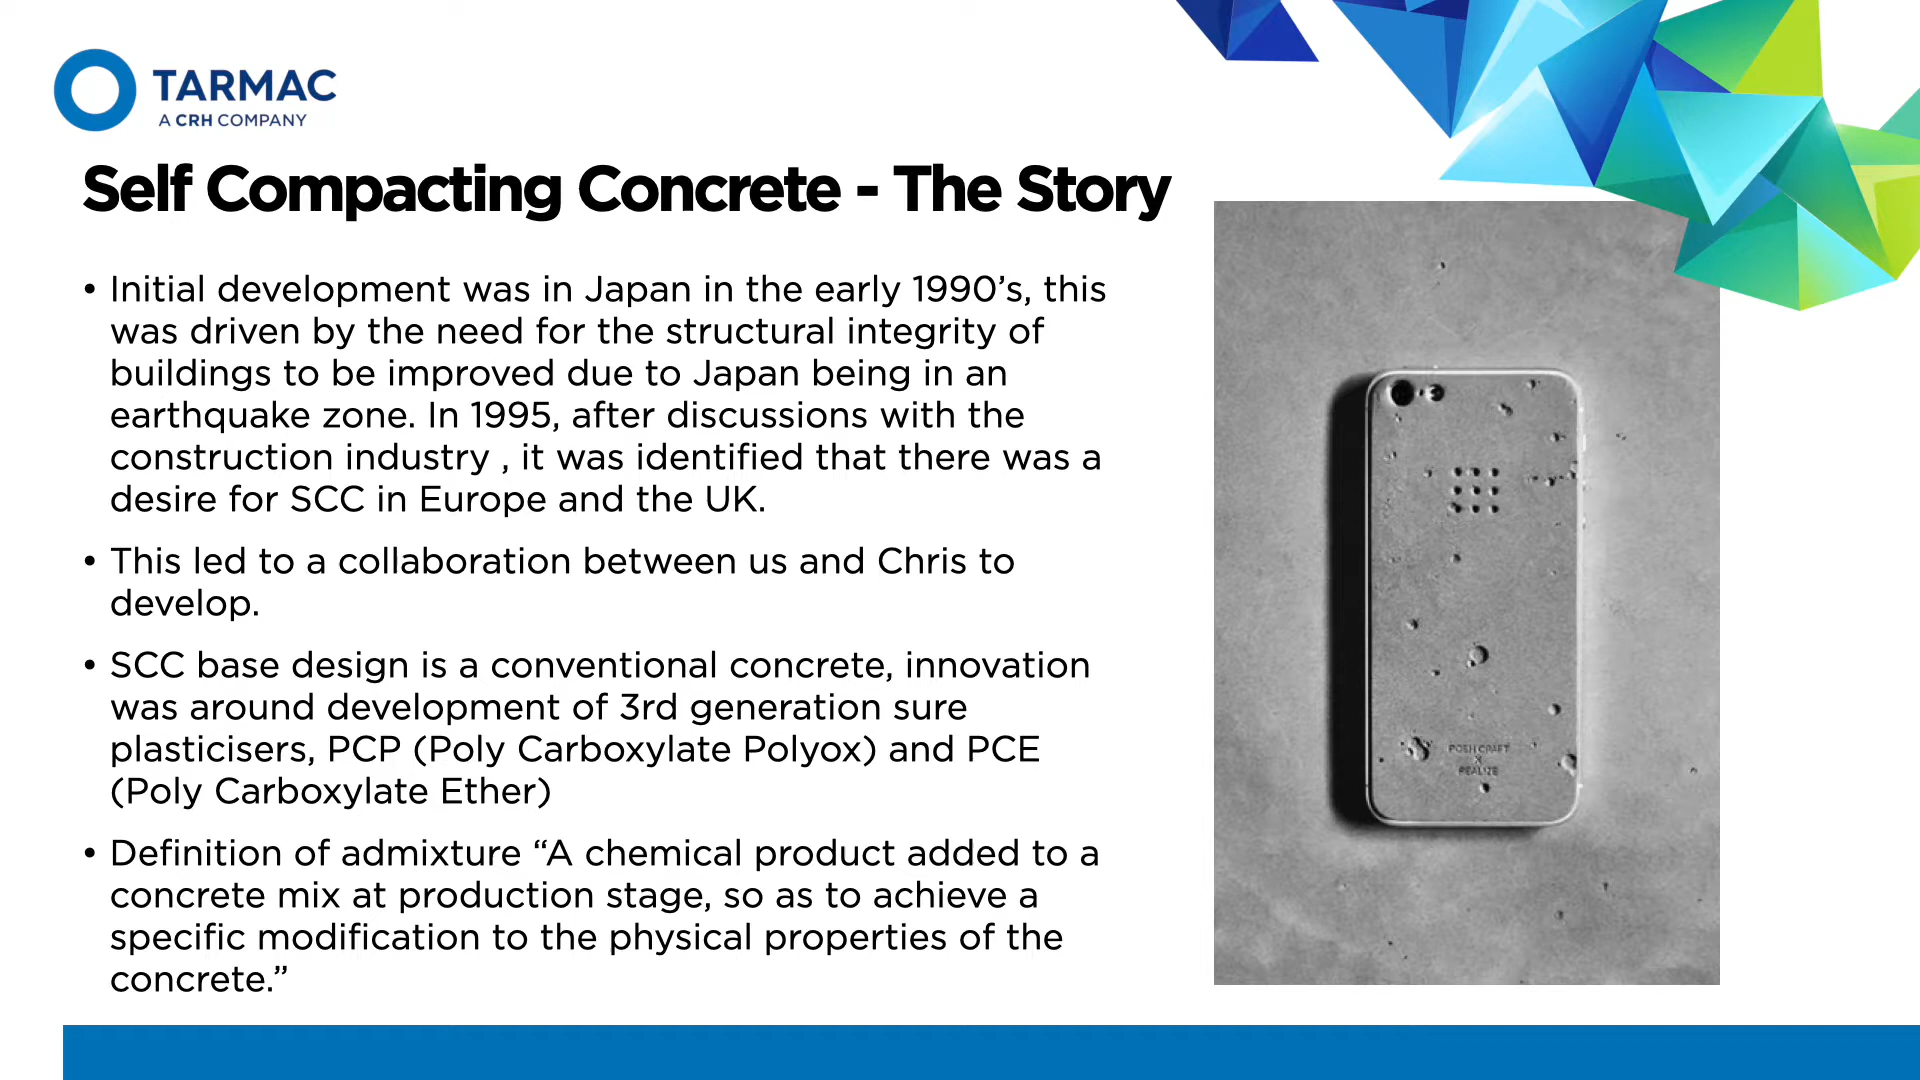 TARMAC
A CRH COMPANY
Self Compacting Concrete - The Story
• Initial development was in Japan in the early 1990’s, this
was driven by the need for the structural integrity of
buildings to be improved due to Japan being in an
earthquake zone. In 1995, after discussions with the
construction industry , it was identified that there was a
desire for SCC in Europe and the UK.
• This led to a collaboration between us and Chris to
develop.
• SCC base design is a conventional concrete, innovation
was around development of 3rd generation sure
plasticisers, PCP (Poly Carboxylate Polyox) and PCE
(Poly Carboxylate Ether)
• Definition of admixture “A chemical product added to a
concrete mix at production stage, so as to achieve a
specific modification to the physical properties of the
concrete.”
POSH CRAFT
X
REALIZE